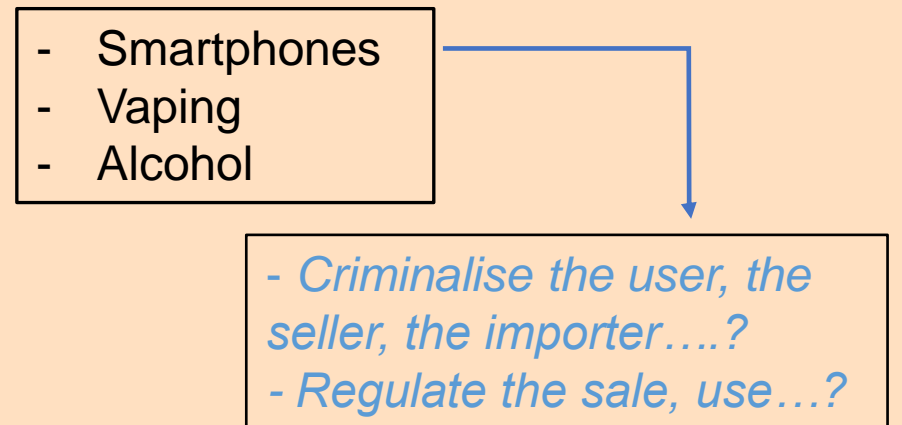 - Smartphones
- Vaping
- Alcohol
- Criminalise the user, the
seller, the importer….?
- Regulate the sale, use…?